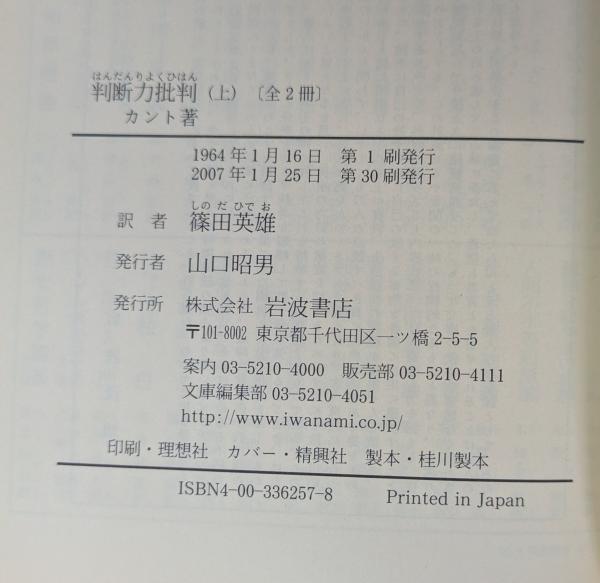 はんだんりよくひはん
判断力批判(上)〔全2冊〕
カント著
1964年1月16日 第1刷発行
2007年1月25日 第30刷発行
しのだひでお
訳者 篠田英雄
発行者 山口昭男
発行所 株式会社 岩波書店
〒101-8002 東京都千代田区一ツ橋2-5-5
案内 03-5210-4000 販売部 03-5210-4111
文庫編集部 03-5210-4051
http://www.iwanami.co.jp/
印刷・理想社 カバー・精興社 製本・桂川製本
ISBN4-00-336257-8 Printed in Japan